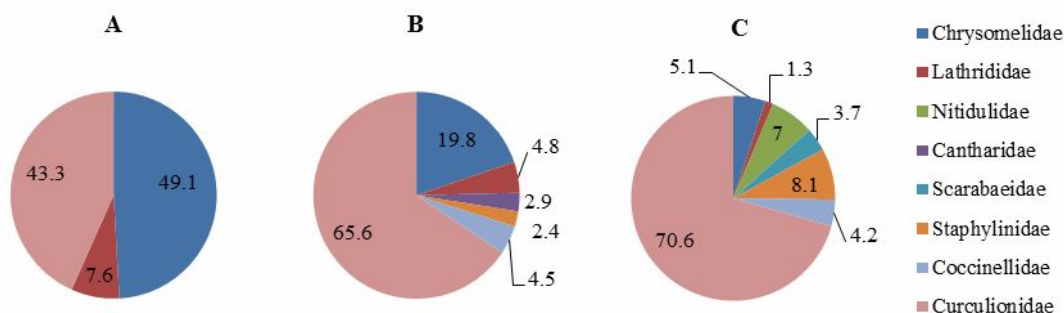 A
B
C
49.1
7.6
43.3
19.8
4.8
2.9
2.4
4.5
65.6
5.1
1.3
7
3.7
8.1
4.2
70.6
Chrysomelidae
Lathrididae
Nitidulidae
Cantharidae
Scarabaeidae
Staphylinidae
Coccinellidae
Curculionidae